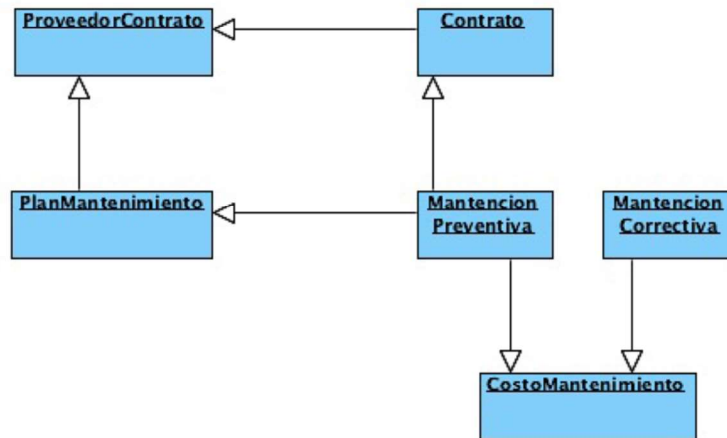 ProveedorContrato
Contrato
PlanMantenimiento
Mantencion
Preventiva
Mantencion
Correctiva
CostoMantenimiento